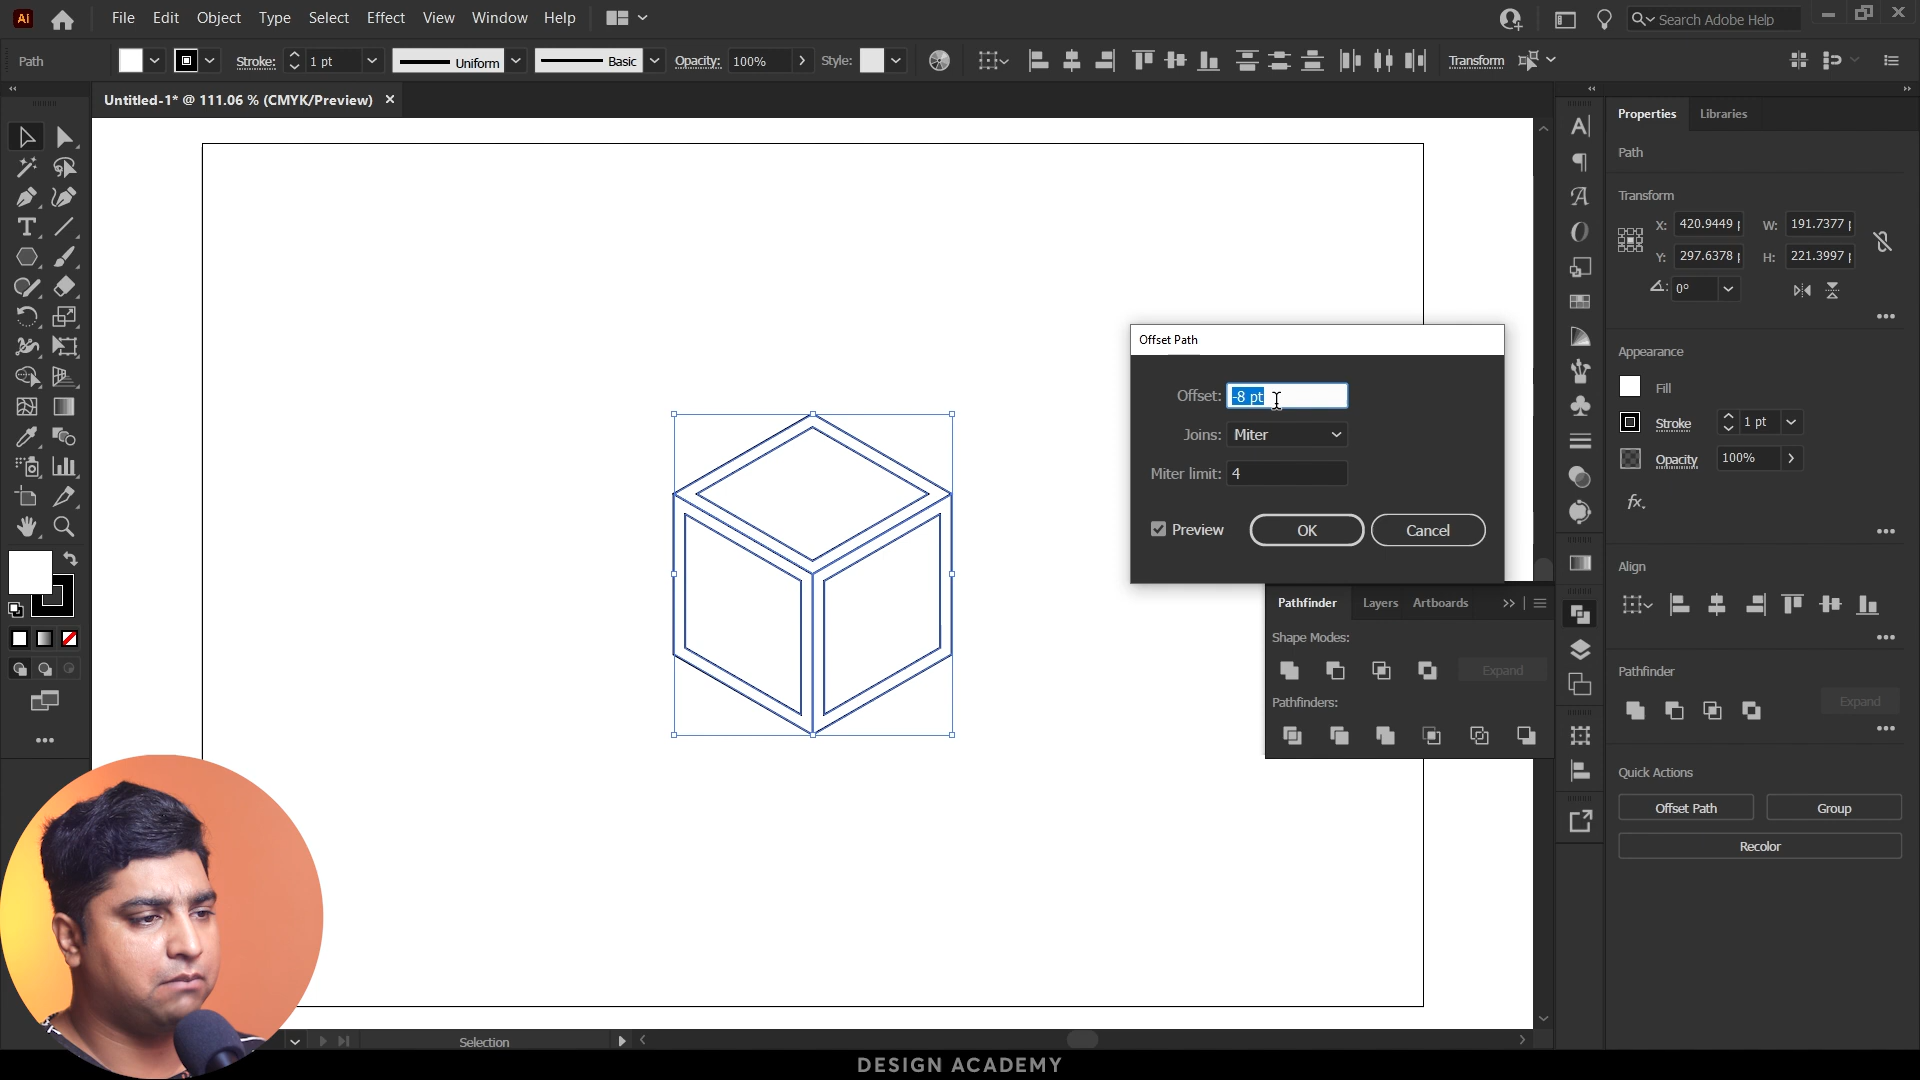 Ai File Edit Object Type Select Effect View Window Help Search Adobe Help
Path Stroke: 1 pt Uniform Basic Opacity: 100% Style: Transform
Untitled-1* @ 111.06 % (CMYK/Preview) ×
Properties Libraries
Path
Transform
X: 420.9449 W: 191.7377
Y: 297.6378 H: 221.3997
0°
Appearance
Fill
Stroke 1 pt
Opacity 100%
fx.
Align
Pathfinder
Expand
Quick Actions
Offset Path Group
Recolor
Offset Path
Offset: -8 pt
Joins: Miter
Miter limit: 4
Preview OK Cancel
Pathfinder Layers Artboards
Shape Modes:
Expand
Pathfinders:
Selection
DESIGN ACADEMY